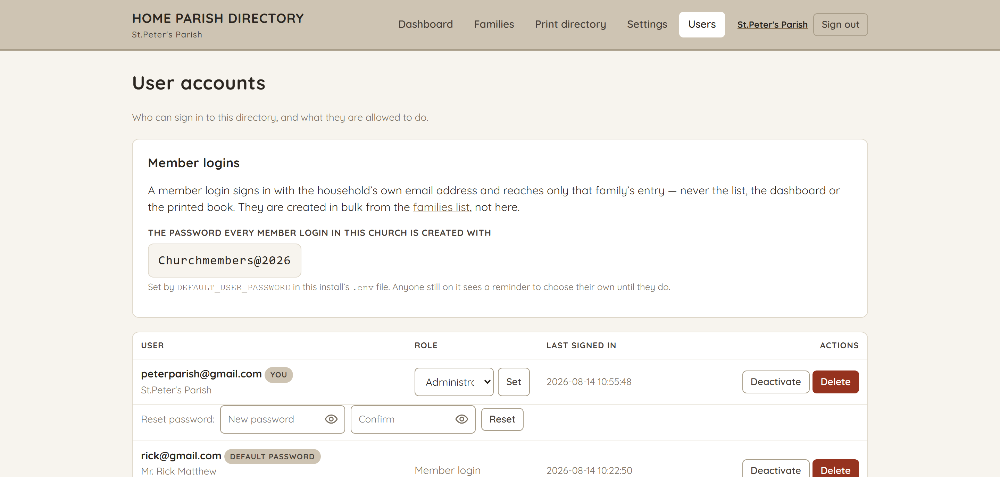 HOME PARISH DIRECTORY
St.Peter's Parish
Dashboard Families Print directory Settings Users St.Peter's Parish Sign out
User accounts
Who can sign in to this directory, and what they are allowed to do.
Member logins
A member login signs in with the household’s own email address and reaches only that family’s entry — never the list, the dashboard or
the printed book. They are created in bulk from the families list, not here.
THE PASSWORD EVERY MEMBER LOGIN IN THIS CHURCH IS CREATED WITH
Churchmembers@2026
Set by DEFAULT_USER_PASSWORD in this install’s .env file. Anyone still on it sees a reminder to choose their own until they do.
USER ROLE LAST SIGNED IN ACTIONS
peterparish@gmail.com YOU
St.Peter's Parish
Administrc Set 2026-08-14 10:55:48 Deactivate Delete
Reset password: New password Confirm Reset
rick@gmail.com DEFAULT PASSWORD
Mr. Rick Matthew
Member login 2026-08-14 10:22:50 Deactivate Delete